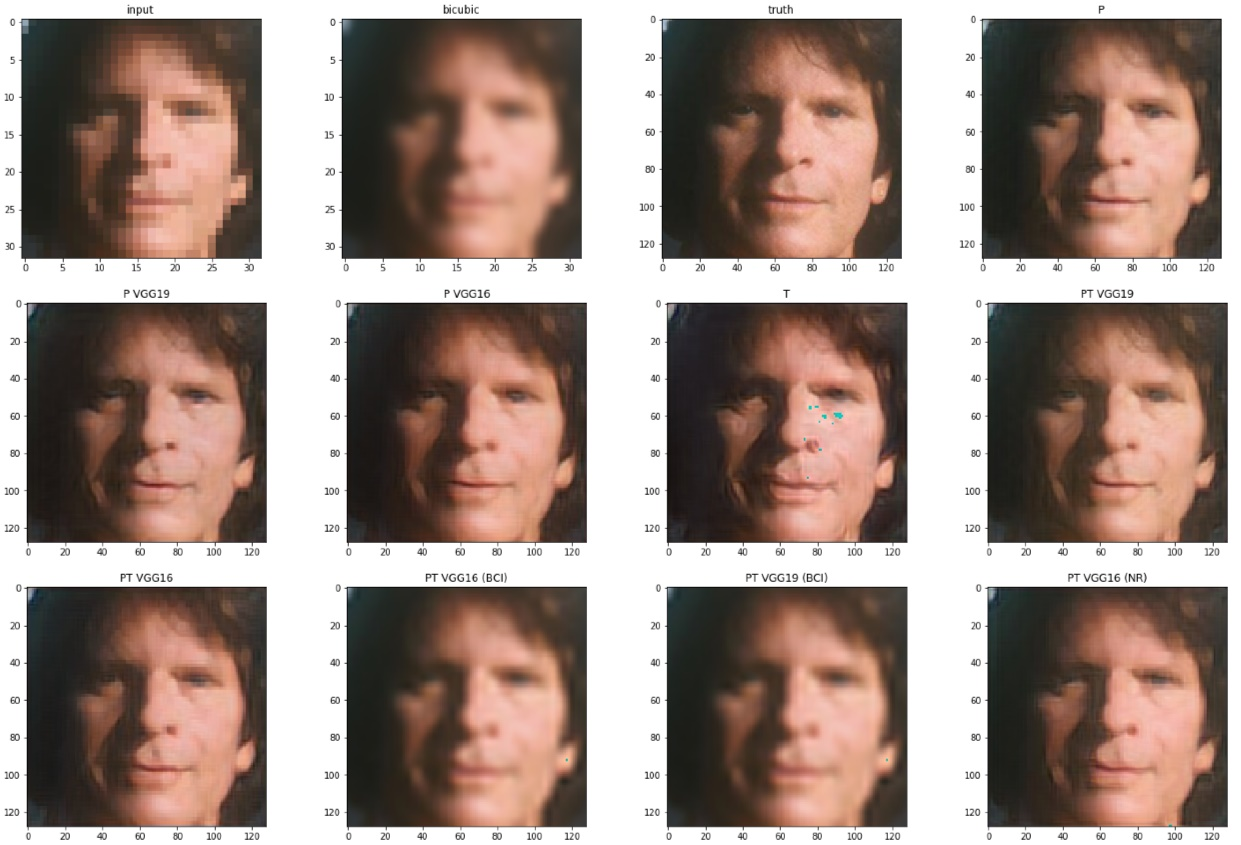 input bicubic truth P
0 0 0 0
5 5 20 20
10 10 40 40
15 15 60 60
20 20 80 80
25 25 100 100
30 30 120 120
0 5 10 15 20 25 30 0 5 10 15 20 25 30 0 20 40 60 80 100 120 0 20 40 60 80 100 120
P VGG19 P VGG16 T PT VGG19
0 0 0 0
20 20 20 20
40 40 40 40
60 60 60 60
80 80 80 80
100 100 100 100
120 120 120 120
0 20 40 60 80 100 120 0 20 40 60 80 100 120 0 20 40 60 80 100 120 0 20 40 60 80 100 120
PT VGG16 PT VGG16 (BCI) PT VGG19 (BCI) PT VGG16 (NR)
0 0 0 0
20 20 20 20
40 40 40 40
60 60 60 60
80 80 80 80
100 100 100 100
120 120 120 120
0 20 40 60 80 100 120 0 20 40 60 80 100 120 0 20 40 60 80 100 120 0 20 40 60 80 100 120